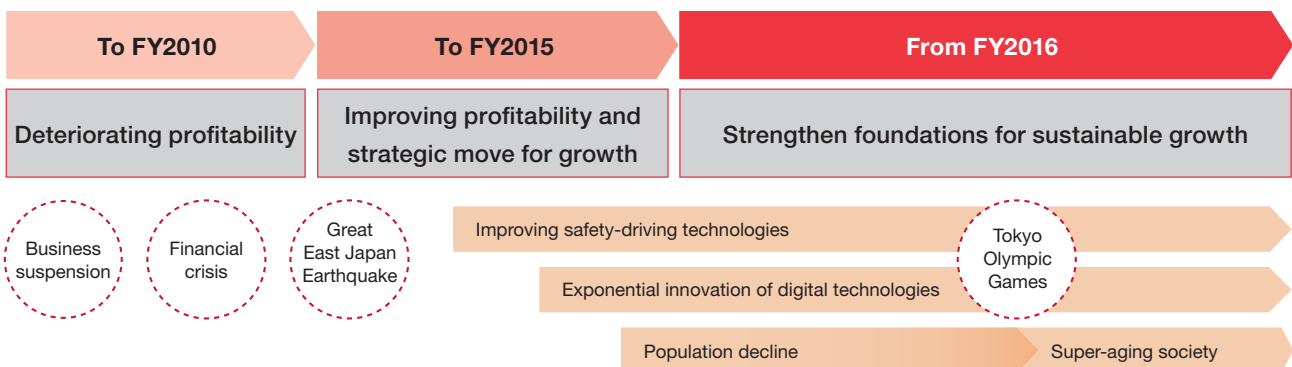 To FY2010
To FY2015
From FY2016
Deteriorating profitability
Improving profitability and
strategic move for growth
Strengthen foundations for sustainable growth
Business
suspension
Financial
crisis
Great
East Japan
Earthquake
Improving safety-driving technologies
Tokyo
Olympic
Games
Exponential innovation of digital technologies
Population decline
Super-aging society